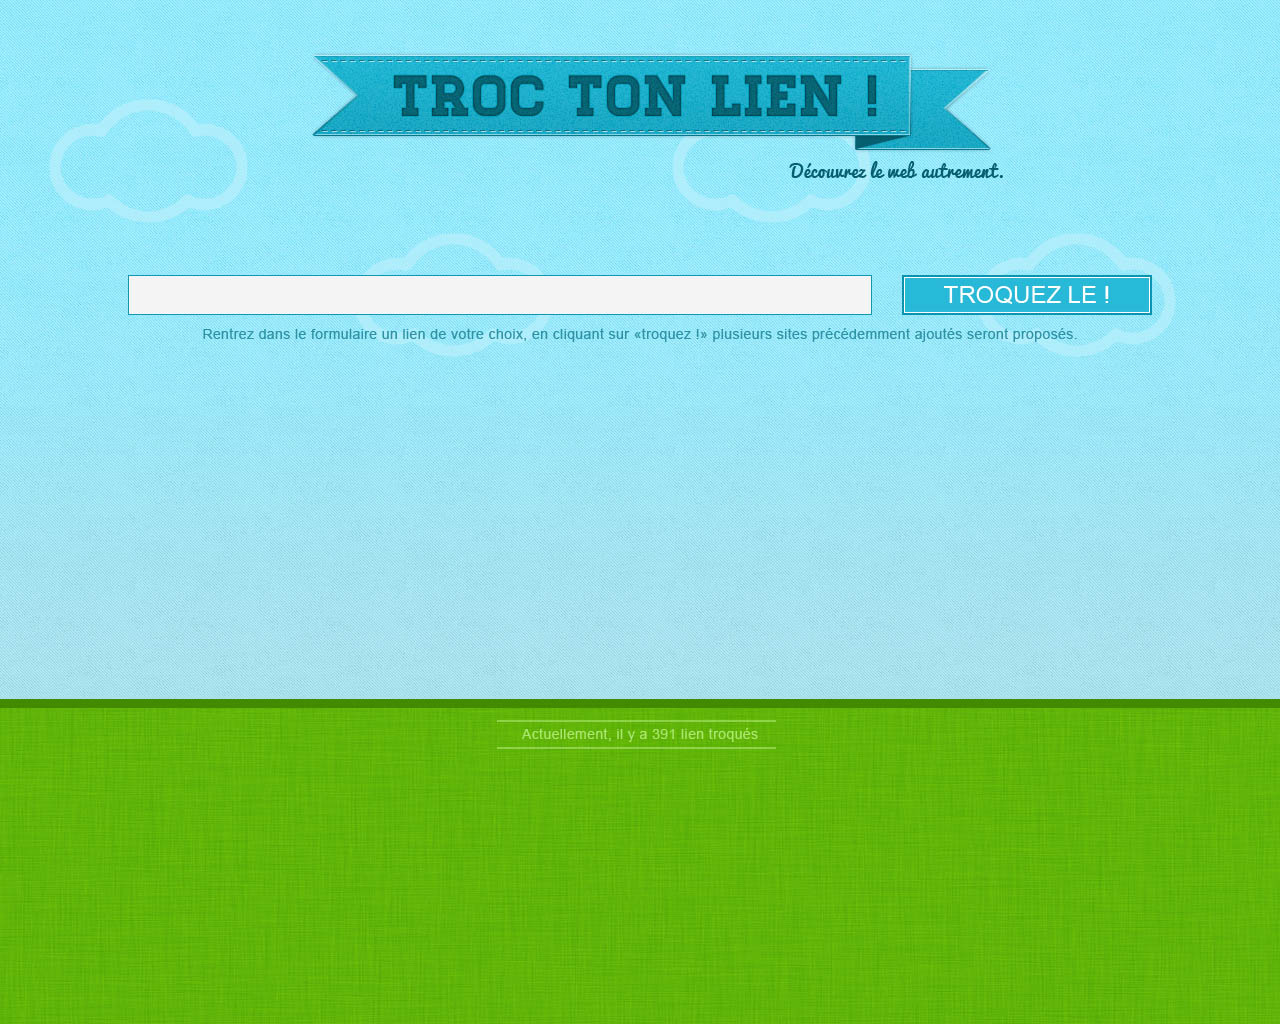 TROC TON LIEN !
Découvrez le web autrement.
TROQUEZ LE !
Rentrez dans le formulaire un lien de votre choix, en cliquant sur «troquez !» plusieurs sites précédemment ajoutés seront proposés.
Actuellement, il y a 391 lien troqués